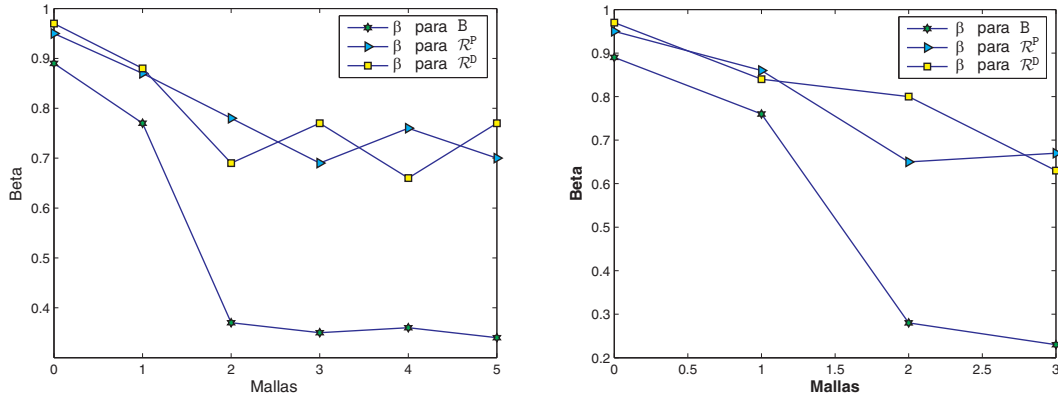 1
0.9
0.8
0.7
0.6
0.5
0.4
0 1 2 3 4 5
Beta
Mallas
β para B
β para ℛᴾ
β para ℛᴰ
1
0.9
0.8
0.7
0.6
0.5
0.4
0.3
0.2
0 0.5 1 1.5 2 2.5 3
Beta
Mallas
β para B
β para ℛᴾ
β para ℛᴰ